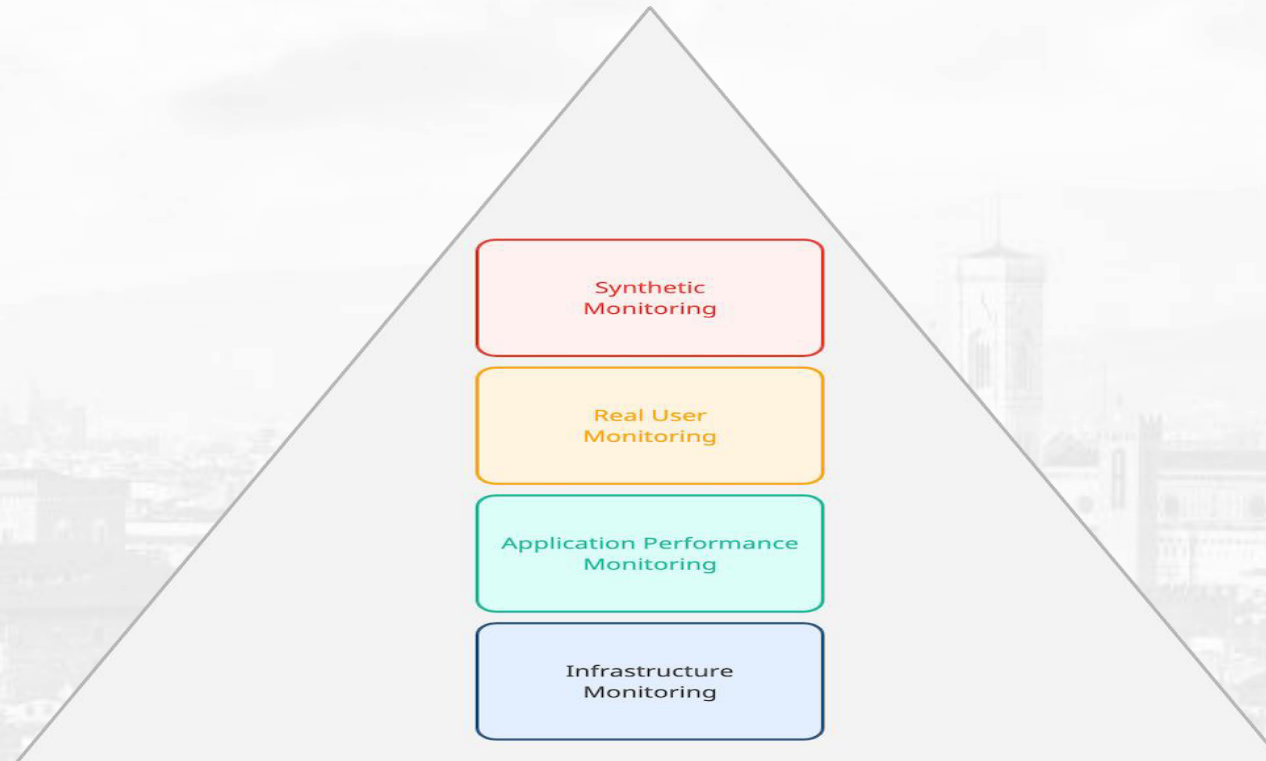 Synthetic
Monitoring
Real User
Monitoring
Application Performance
Monitoring
Infrastructure
Monitoring